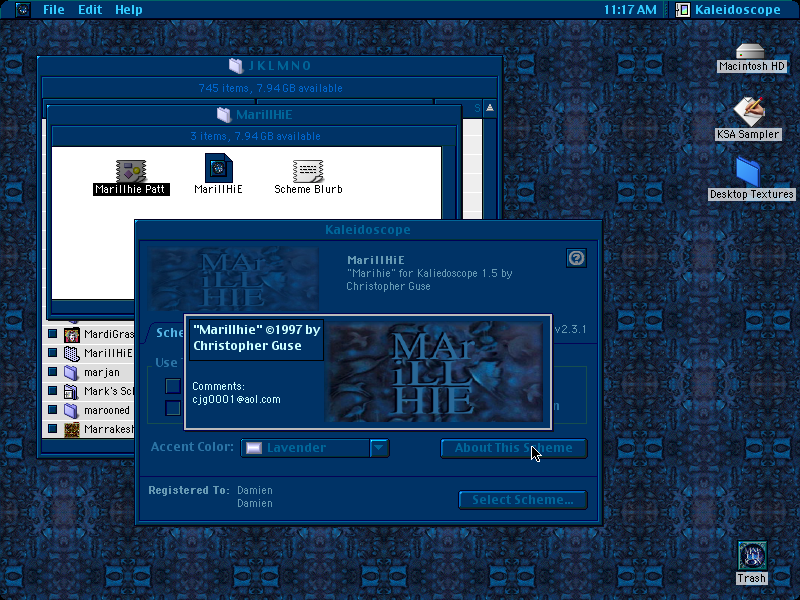 File Edit Help
11:17 AM
Kaleidoscope
JKLMNO
745 items, 7.94 GB available
S
MarillHiE
3 items, 7.94 GB available
Marillhie Patt
MarillHiE
Scheme Blurb
Macintosh HD
KSA Sampler
Desktop Textures
Kaleidoscope
MAriLLHIE
MarillHiE
"Marihie" for Kaliedoscope 1.5 by
Christopher Guse
Sche
v2.3.1
Use
"Marillhie" ©1997 by
Christopher Guse
Comments:
cjg0001@aol.com
MAr
iLL
HIE
MardiGras
MarillHiE
marjan
Mark's Scl
marooned
Marrakesh
Accent Color:
Lavender
About This Scheme
Registered To:
Damien
Damien
Select Scheme...
Trash